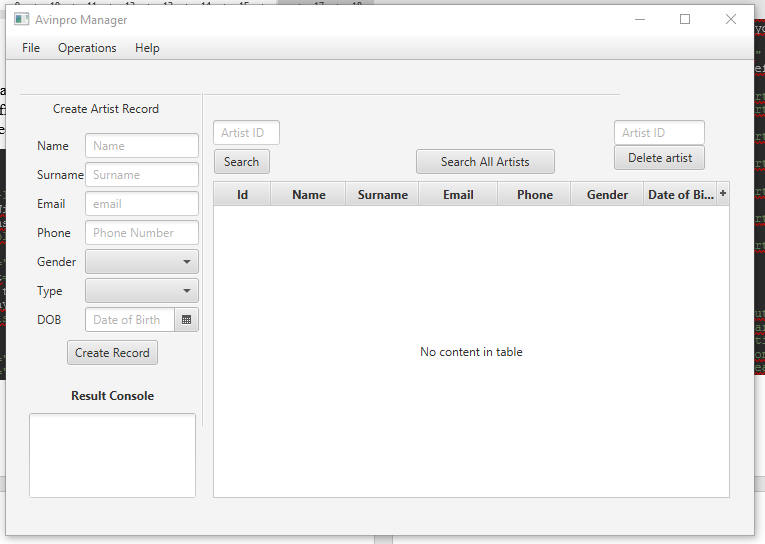 Avinpro Manager
File Operations Help
Create Artist Record
Name Name
Surname Surname
Email email
Phone Phone Number
Gender
Type
DOB Date of Birth
Create Record
Result Console
Artist ID
Search
Search All Artists
Artist ID
Delete artist
Id Name Surname Email Phone Gender Date of Bi... +
No content in table